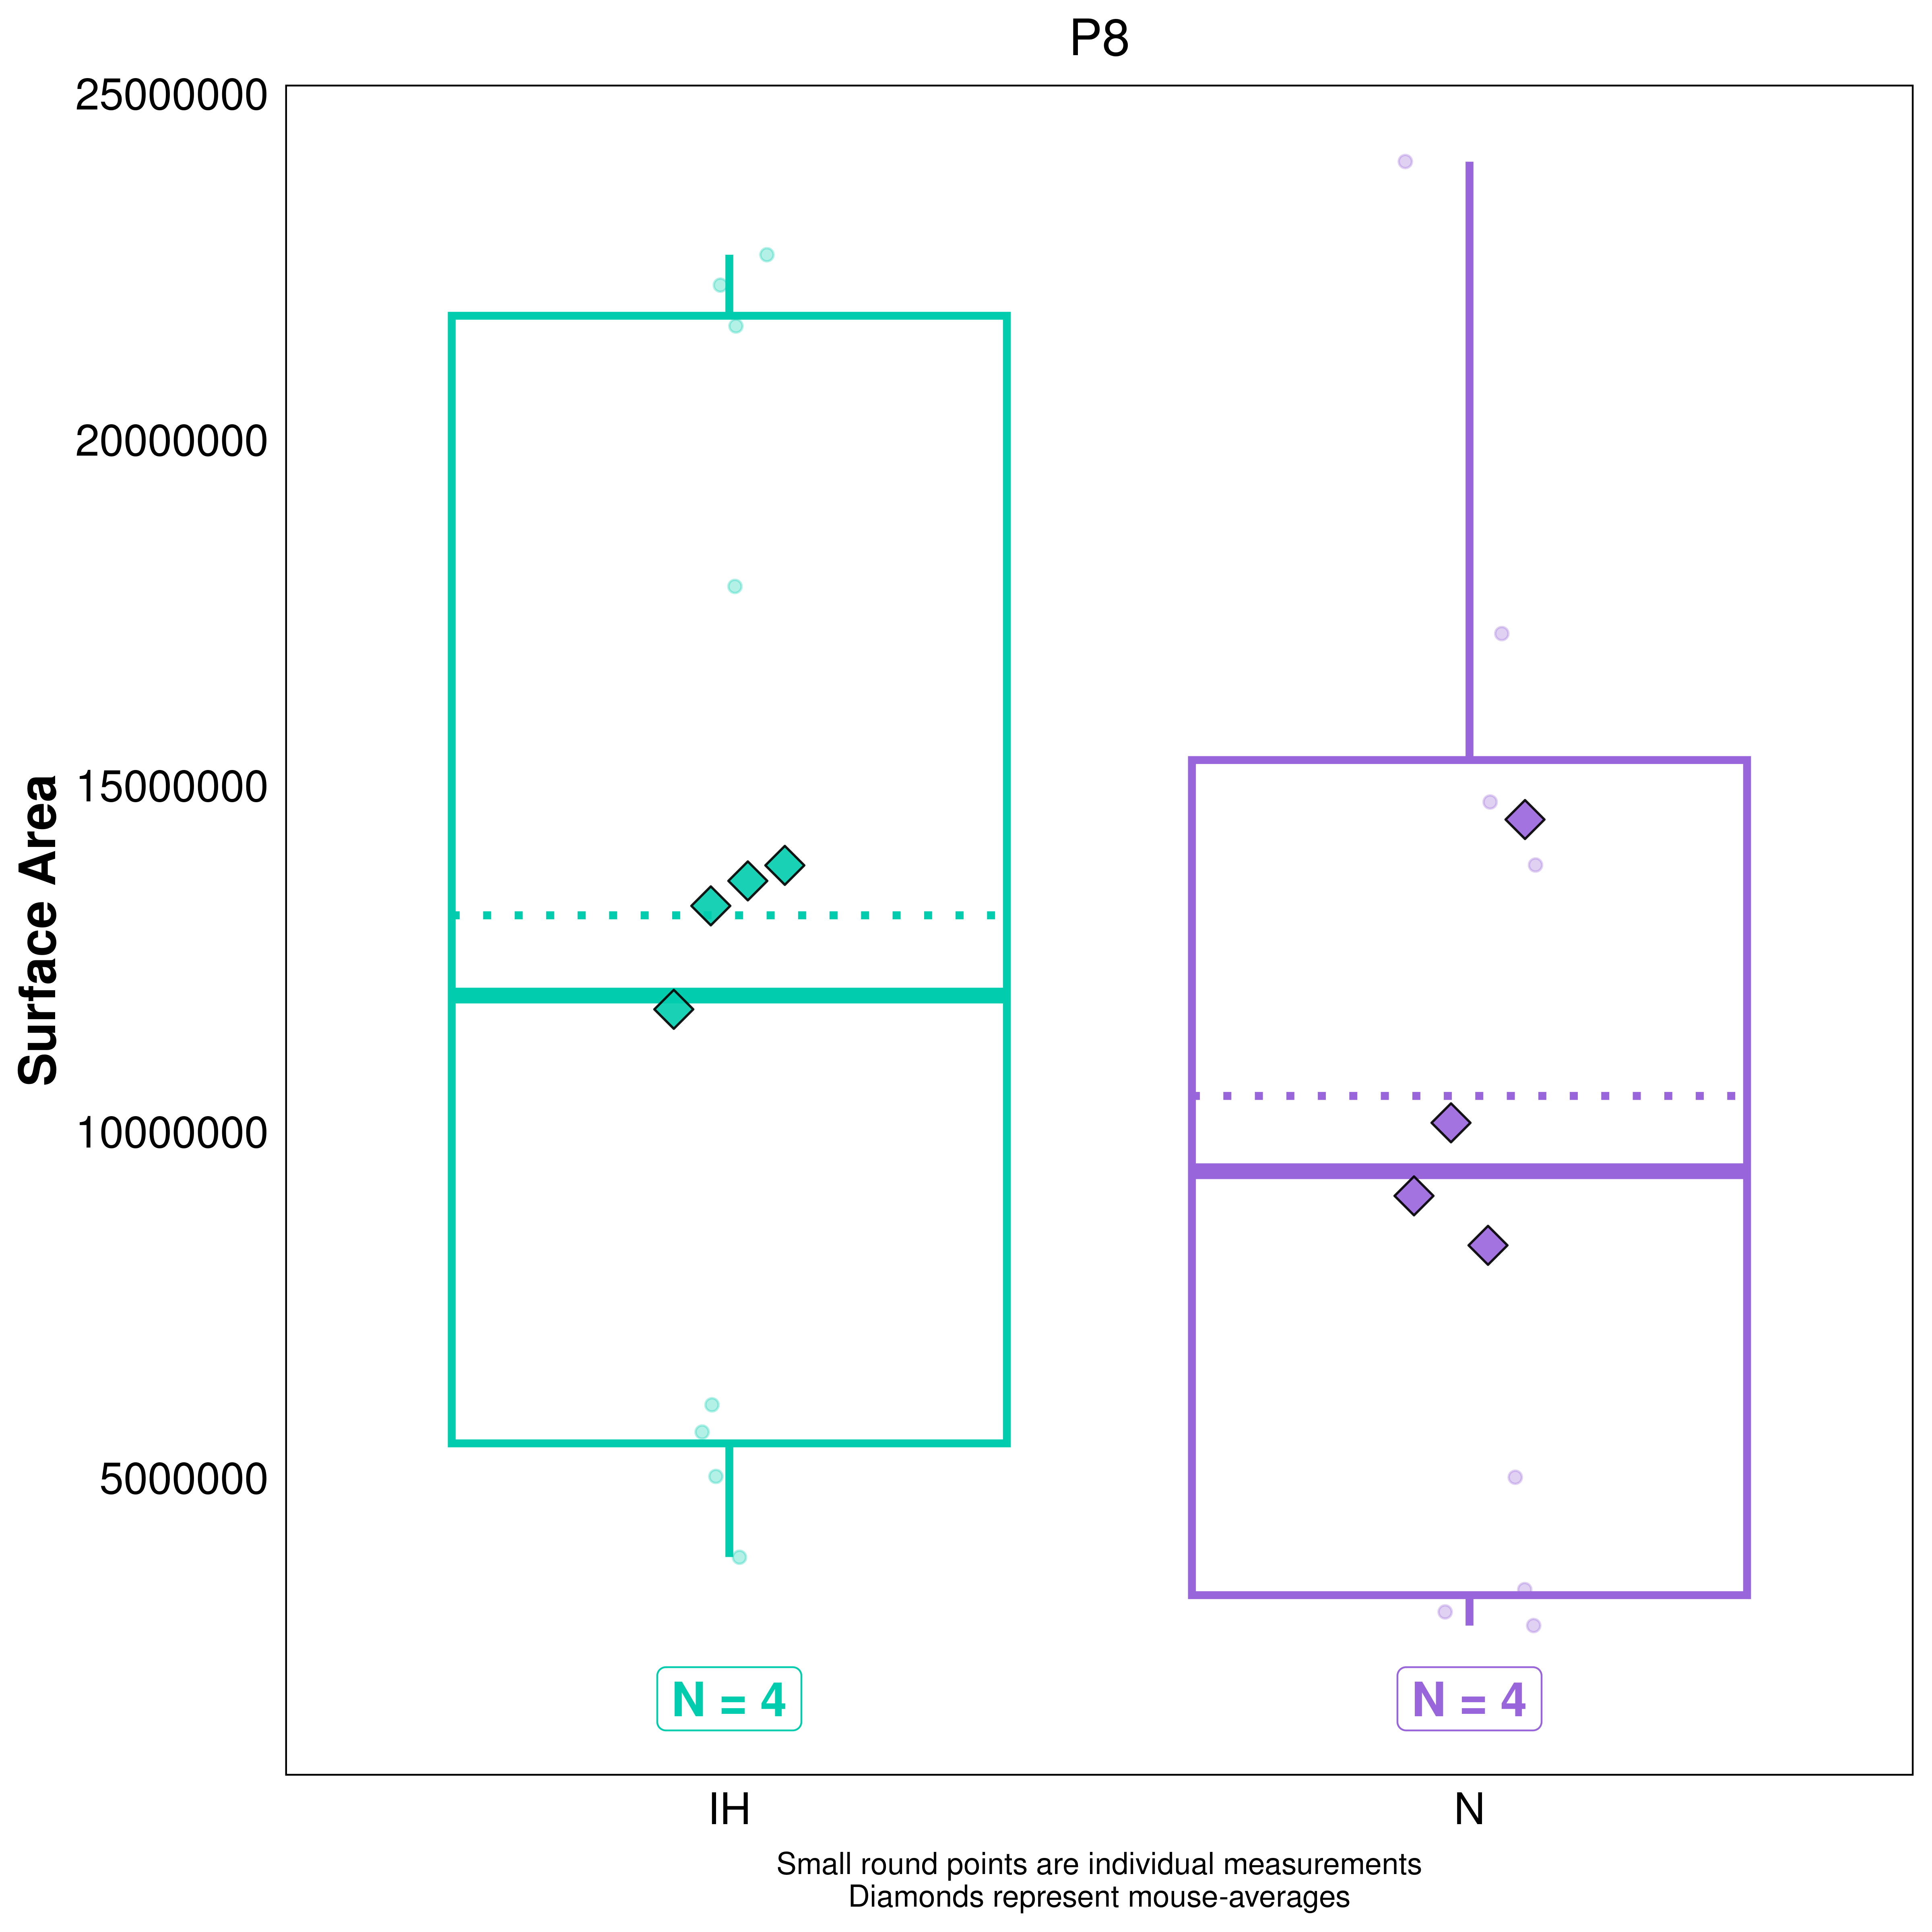 P8
25000000
20000000
15000000
10000000
5000000
Surface Area
N = 4
N = 4
IH
N
Small round points are individual measurements
Diamonds represent mouse-averages